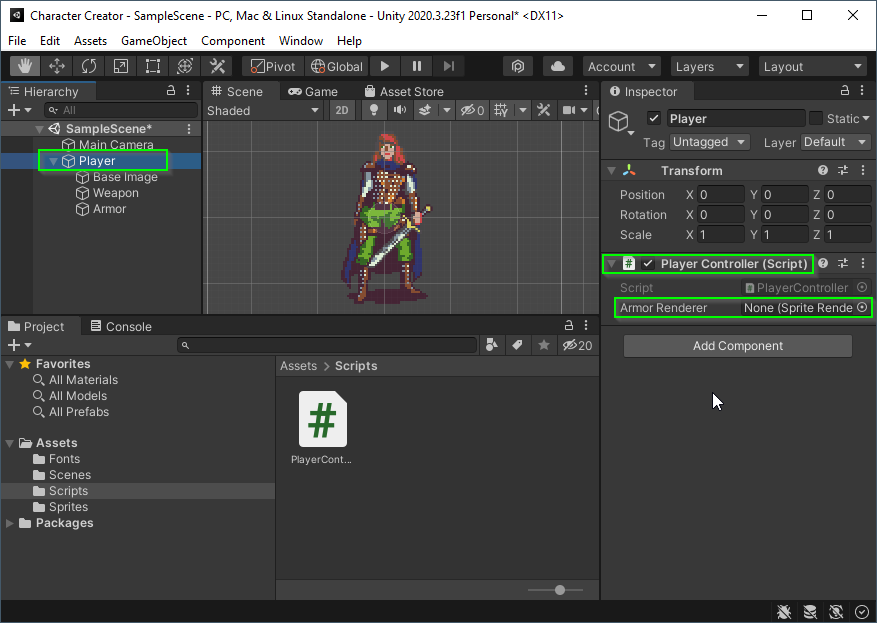 Character Creator - SampleScene - PC, Mac & Linux Standalone - Unity 2020.3.23f1 Personal* <DX11>
File Edit Assets GameObject Component Window Help
Pivot Global Account Layers Layout
Hierarchy
All
SampleScene*
Main Camera
Player
Base Image
Weapon
Armor
Scene Game Asset Store
Shaded 2D 0
Inspector
Player Static
Tag Untagged Layer Default
Transform
Position X 0 Y 0 Z 0
Rotation X 0 Y 0 Z 0
Scale X 1 Y 1 Z 1
# Player Controller (Script)
Script PlayerController
Armor Renderer None (Sprite Rende
Add Component
Project Console
20
Favorites
All Materials
All Models
All Prefabs
Assets
Fonts
Scenes
Scripts
Sprites
Packages
Assets > Scripts
#
PlayerCont...